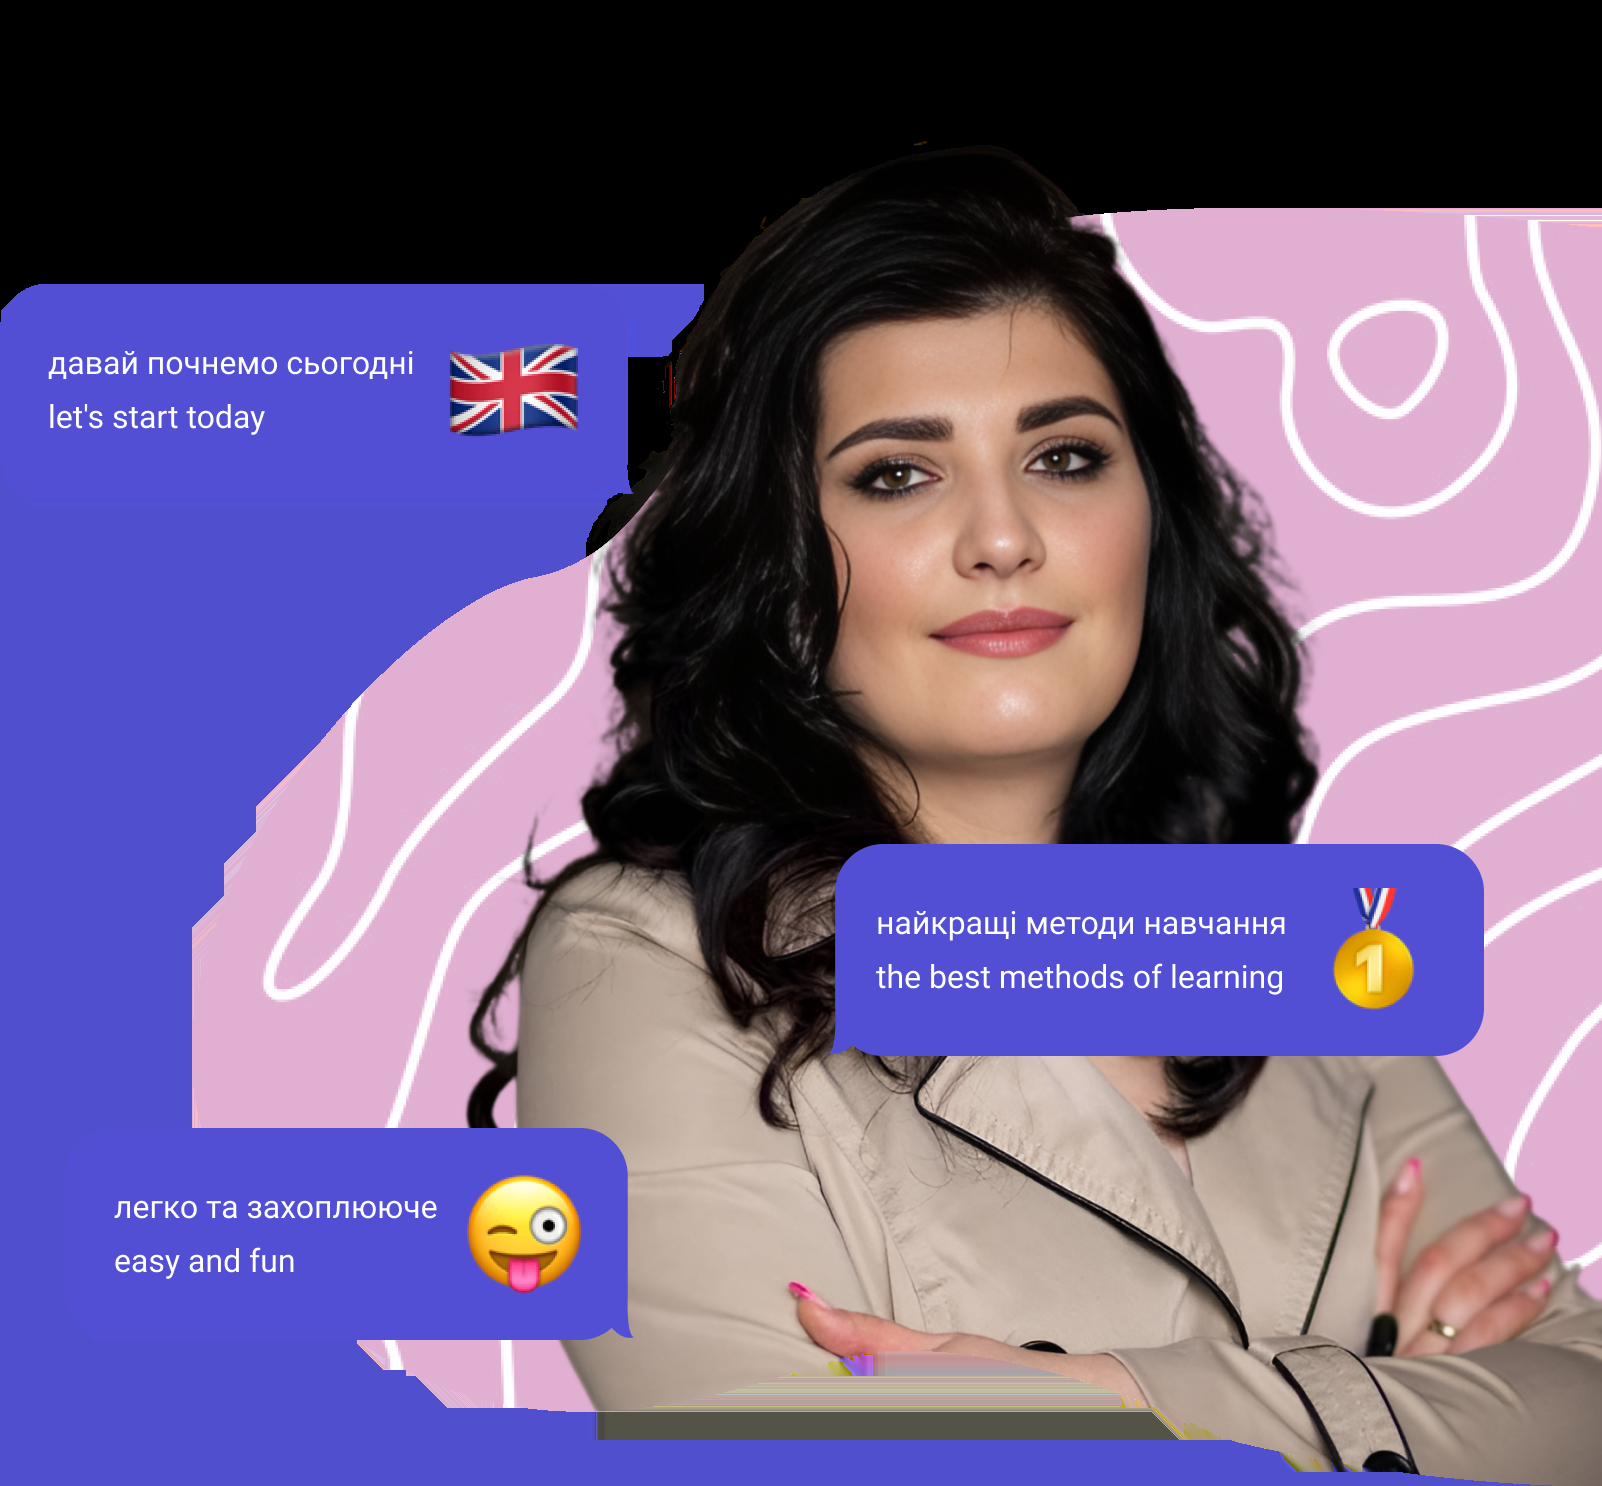 давай почнемо сьогодні
let's start today
найкращі методи навчання
the best methods of learning
1
легко та захоплююче
easy and fun